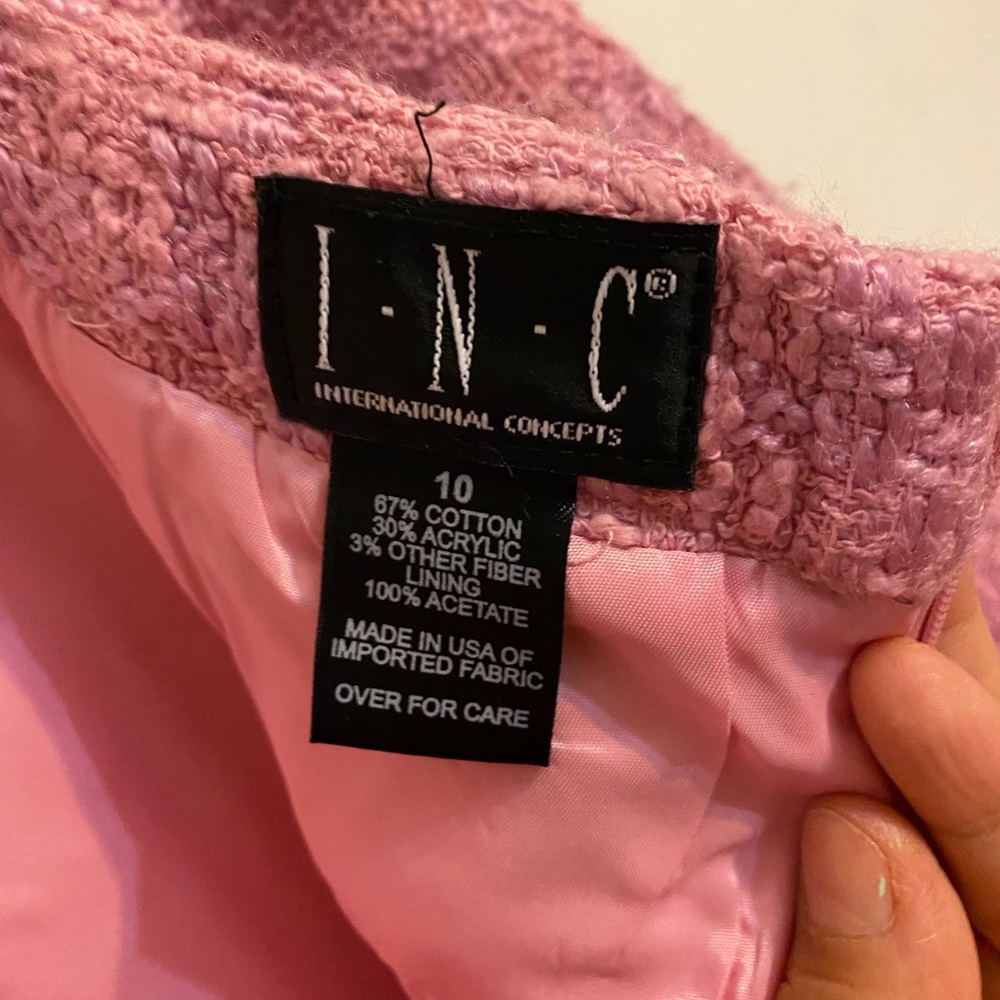 I·N·C®
INTERNATIONAL CONCEPTS
10
67% COTTON
30% ACRYLIC
3% OTHER FIBER
LINING
100% ACETATE
MADE IN USA OF
IMPORTED FABRIC
OVER FOR CARE